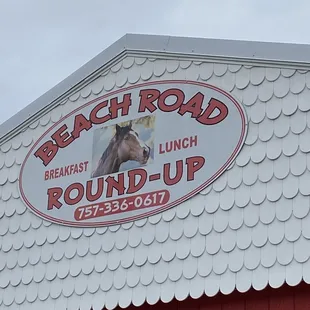 BEACH ROAD
BREAKFAST LUNCH
ROUND-UP
757-336-0617